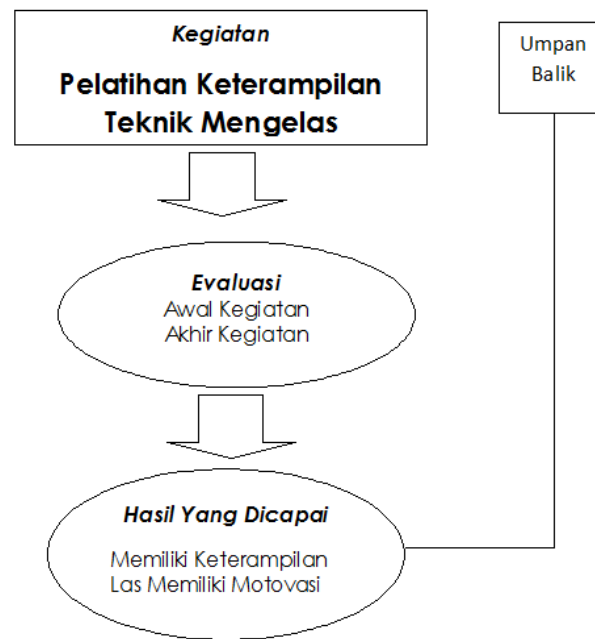 Kegiatan
Pelatihan Keterampilan
Teknik Mengelas
Umpan
Balik
Evaluasi
Awal Kegiatan
Akhir Kegiatan
Hasil Yang Dicapai
Memiliki Keterampilan
Las Memiliki Motovasi